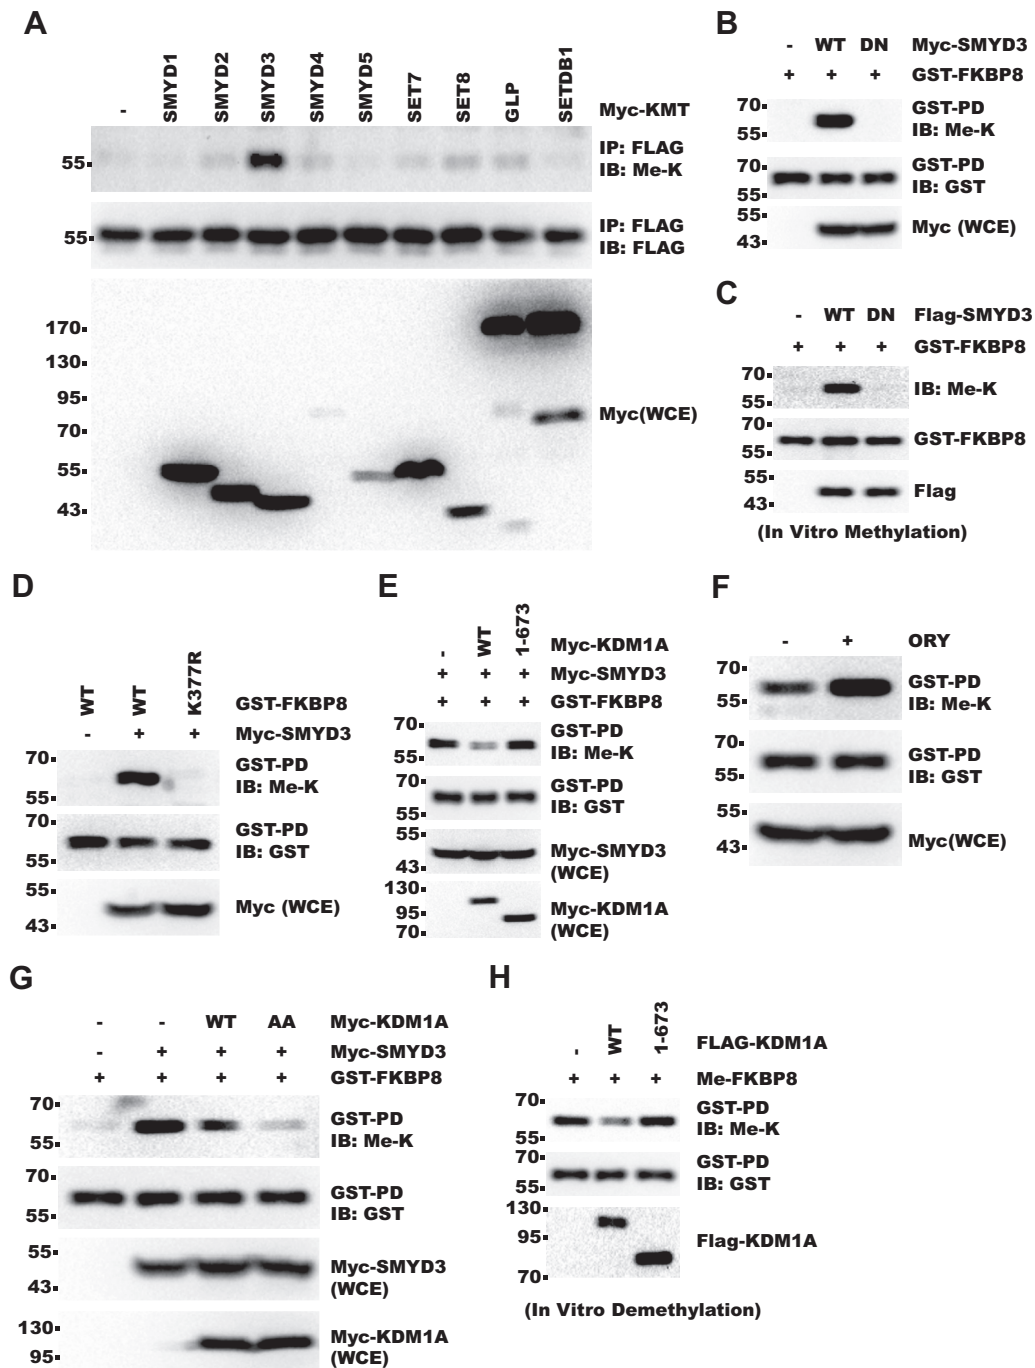 A
- SMYD1 SMYD2 SMYD3 SMYD4 SMYD5 SET7 SET8 GLP SETDB1 Myc-KMT
55 IP: FLAG
IB: Me-K
55 IP: FLAG
IB: FLAG
170
130
95
Myc(WCE)
70
55
43
B
- WT DN Myc-SMYD3
+ + + GST-FKBP8
70 GST-PD
55 IB: Me-K
70 GST-PD
55 IB: GST
55
Myc (WCE)
43
C
- WT DN Flag-SMYD3
+ + + GST-FKBP8
70
IB: Me-K
55
70
GST-FKBP8
55
55
Flag
43
(In Vitro Methylation)
D
WT WT K377R GST-FKBP8
- + + Myc-SMYD3
70 GST-PD
IB: Me-K
55
70
GST-PD
IB: GST
55
55
Myc (WCE)
43
E
- WT 1-673 Myc-KDM1A
+ + + Myc-SMYD3
+ + + GST-FKBP8
70
GST-PD
55 IB: Me-K
70 GST-PD
55 IB: GST
55
Myc-SMYD3
43 (WCE)
130
95 Myc-KDM1A
70 (WCE)
F
- + ORY
70
GST-PD
55 IB: Me-K
70
GST-PD
55 IB: GST
55
Myc(WCE)
43
G
- - WT AA Myc-KDM1A
- + + + Myc-SMYD3
+ + + + GST-FKBP8
70
GST-PD
55 IB: Me-K
70
GST-PD
55 IB: GST
55
Myc-SMYD3
43 (WCE)
130
Myc-KDM1A
95 (WCE)
H
- WT 1-673 FLAG-KDM1A
+ + + Me-FKBP8
70 GST-PD
IB: Me-K
55
70 GST-PD
55 IB: GST
130
95 Flag-KDM1A
70
(In Vitro Demethylation)